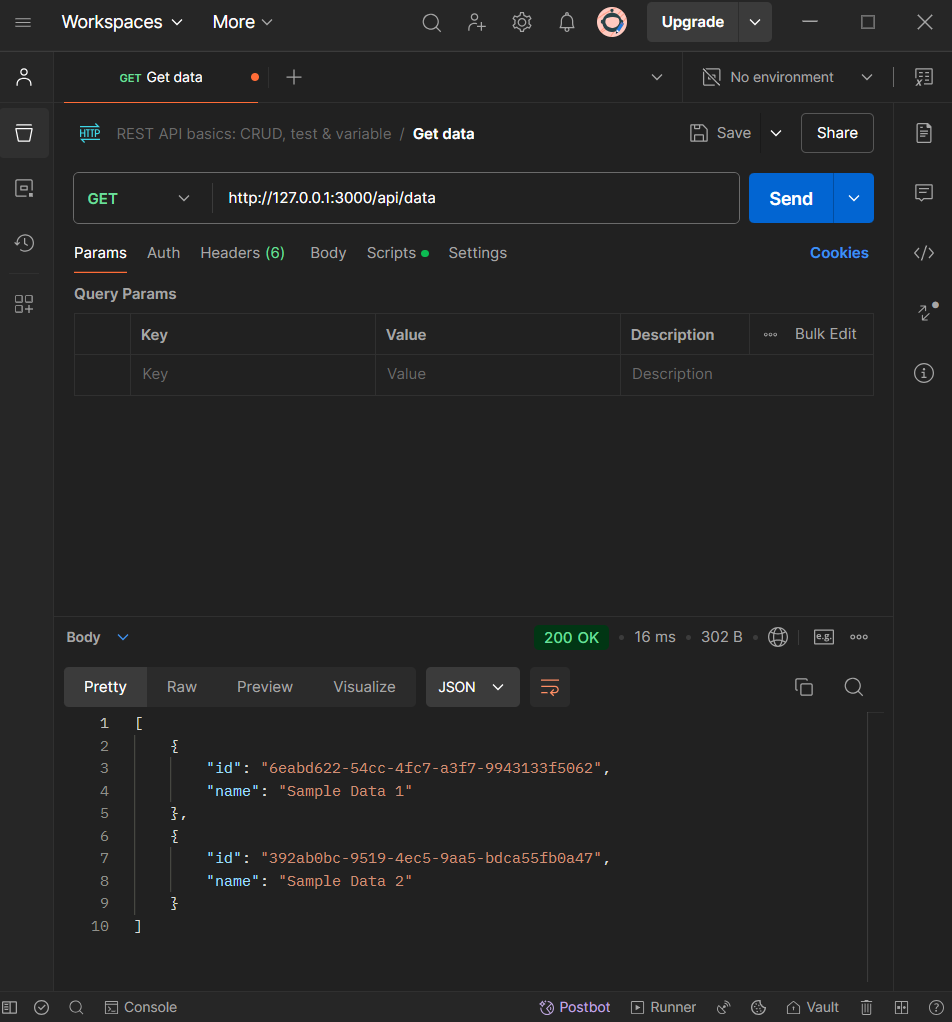 Workspaces More Upgrade
GET Get data No environment
HTTP REST API basics: CRUD, test & variable / Get data Save Share
GET http://127.0.0.1:3000/api/data Send
Params Auth Headers (6) Body Scripts Settings Cookies
Query Params
Key Value Description Bulk Edit
Key Value Description
Body 200 OK 16 ms 302 B e.g.
Pretty Raw Preview Visualize JSON
1 [
2 {
3 "id": "6eabd622-54cc-4fc7-a3f7-9943133f5062",
4 "name": "Sample Data 1"
5 },
6 {
7 "id": "392ab0bc-9519-4ec5-9aa5-bdca55fb0a47",
8 "name": "Sample Data 2"
9 }
10 ]
Console Postbot Runner Vault